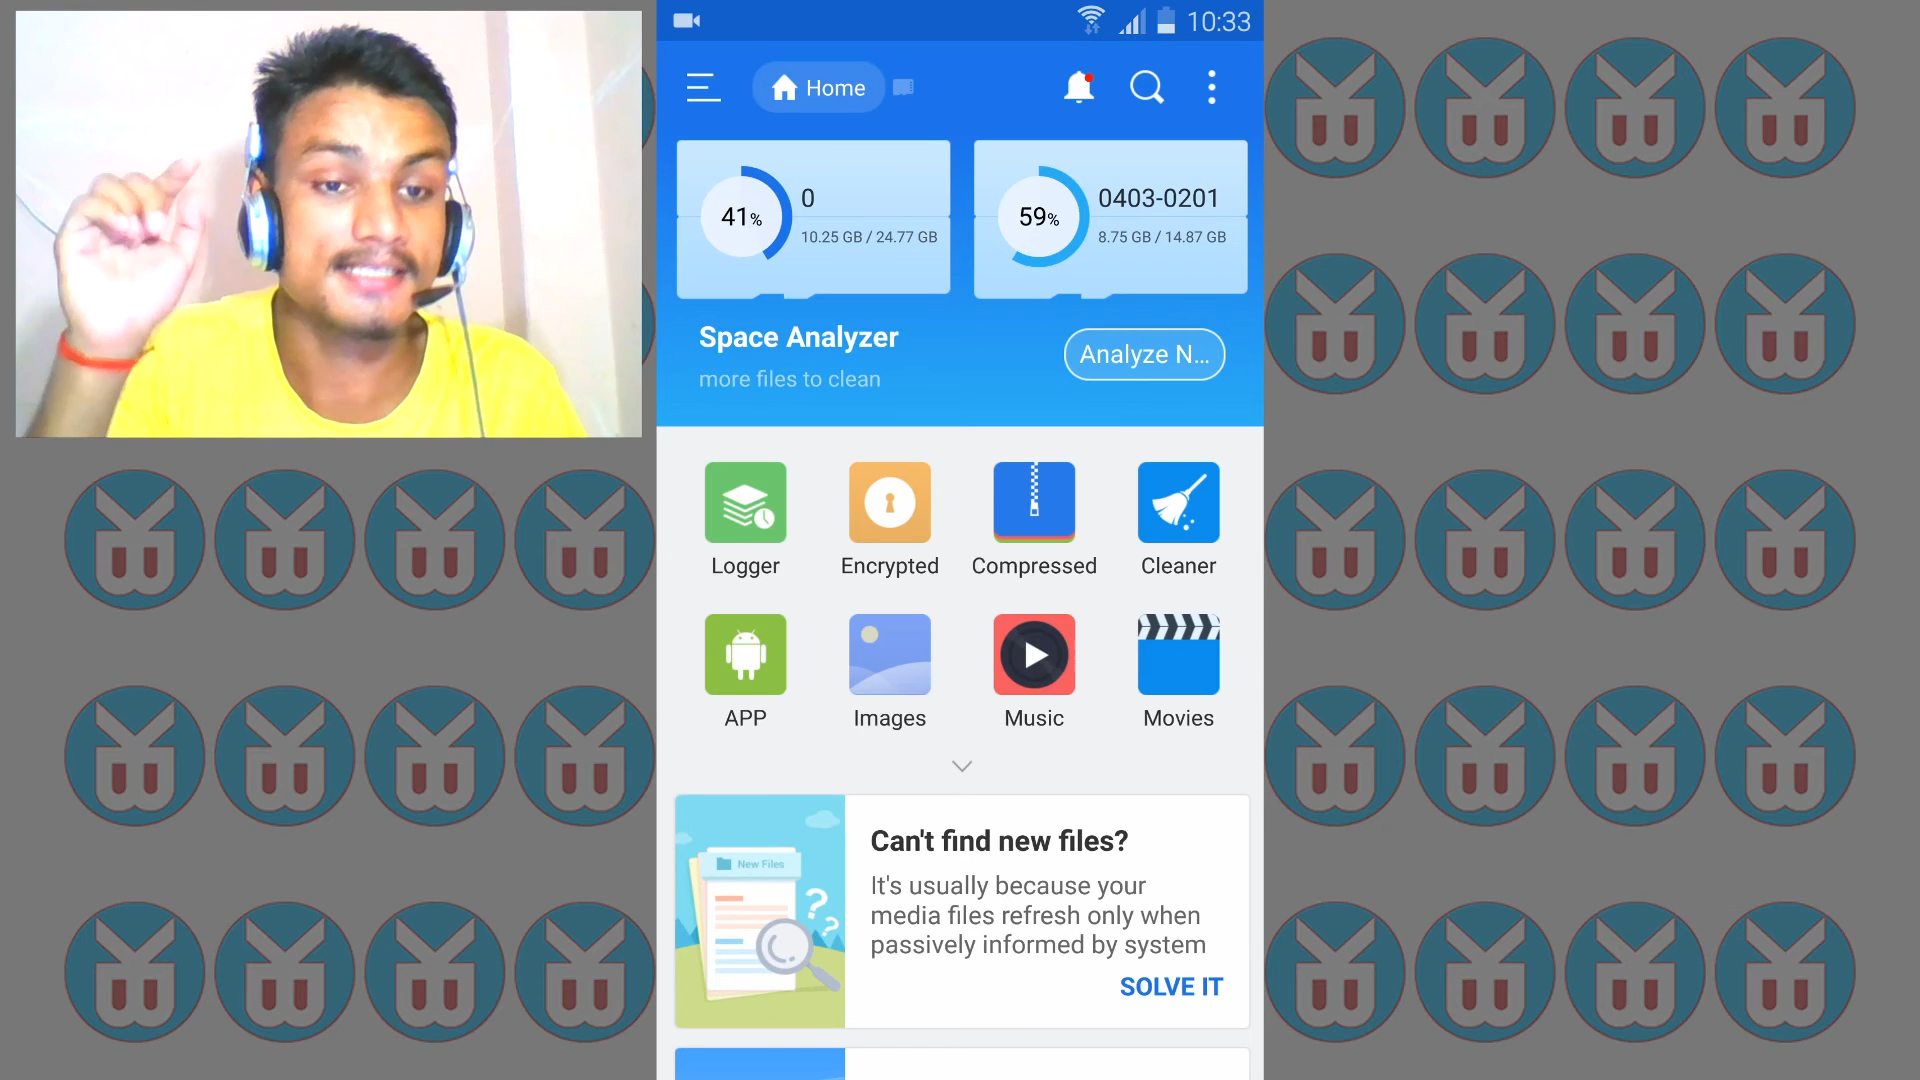 10:33
Home
41%
0
10.25 GB / 24.77 GB
59%
0403-0201
8.75 GB / 14.87 GB
Space Analyzer
more files to clean
Analyze N...
Logger
Encrypted
Compressed
Cleaner
APP
Images
Music
Movies
New Files
Can't find new files?
It's usually because your
media files refresh only when
passively informed by system
SOLVE IT